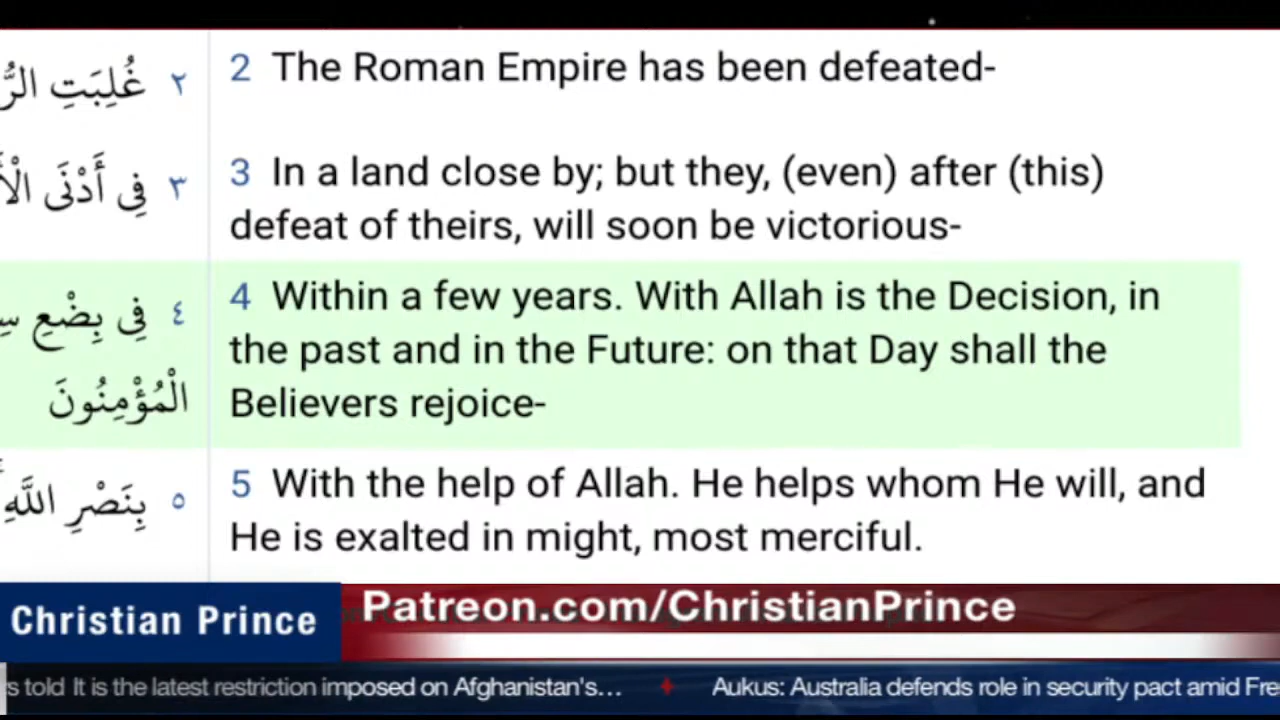 2 The Roman Empire has been defeated-
٢ غُلِبَتِ
3 In a land close by; but they, (even) after (this)
defeat of theirs, will soon be victorious-
٣ فِي أَدْنَى
4 Within a few years. With Allah is the Decision, in
the past and in the Future: on that Day shall the
Believers rejoice-
٤ فِي بِضْعِ
الْمُؤْمِنُونَ
5 With the help of Allah. He helps whom He will, and
He is exalted in might, most merciful.
٥ بِنَصْرِ اللَّهِ
Christian Prince
Patreon.com/ChristianPrince
s told It is the latest restriction imposed on Afghanistan's... Aukus: Australia defends role in security pact amid Fre